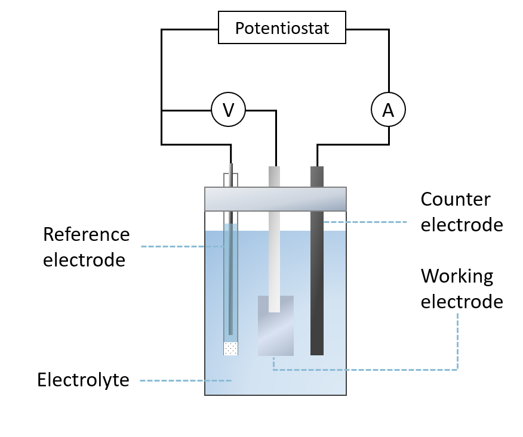 Potentiostat
V
A
Counter
electrode
Reference
electrode
Working
electrode
Electrolyte